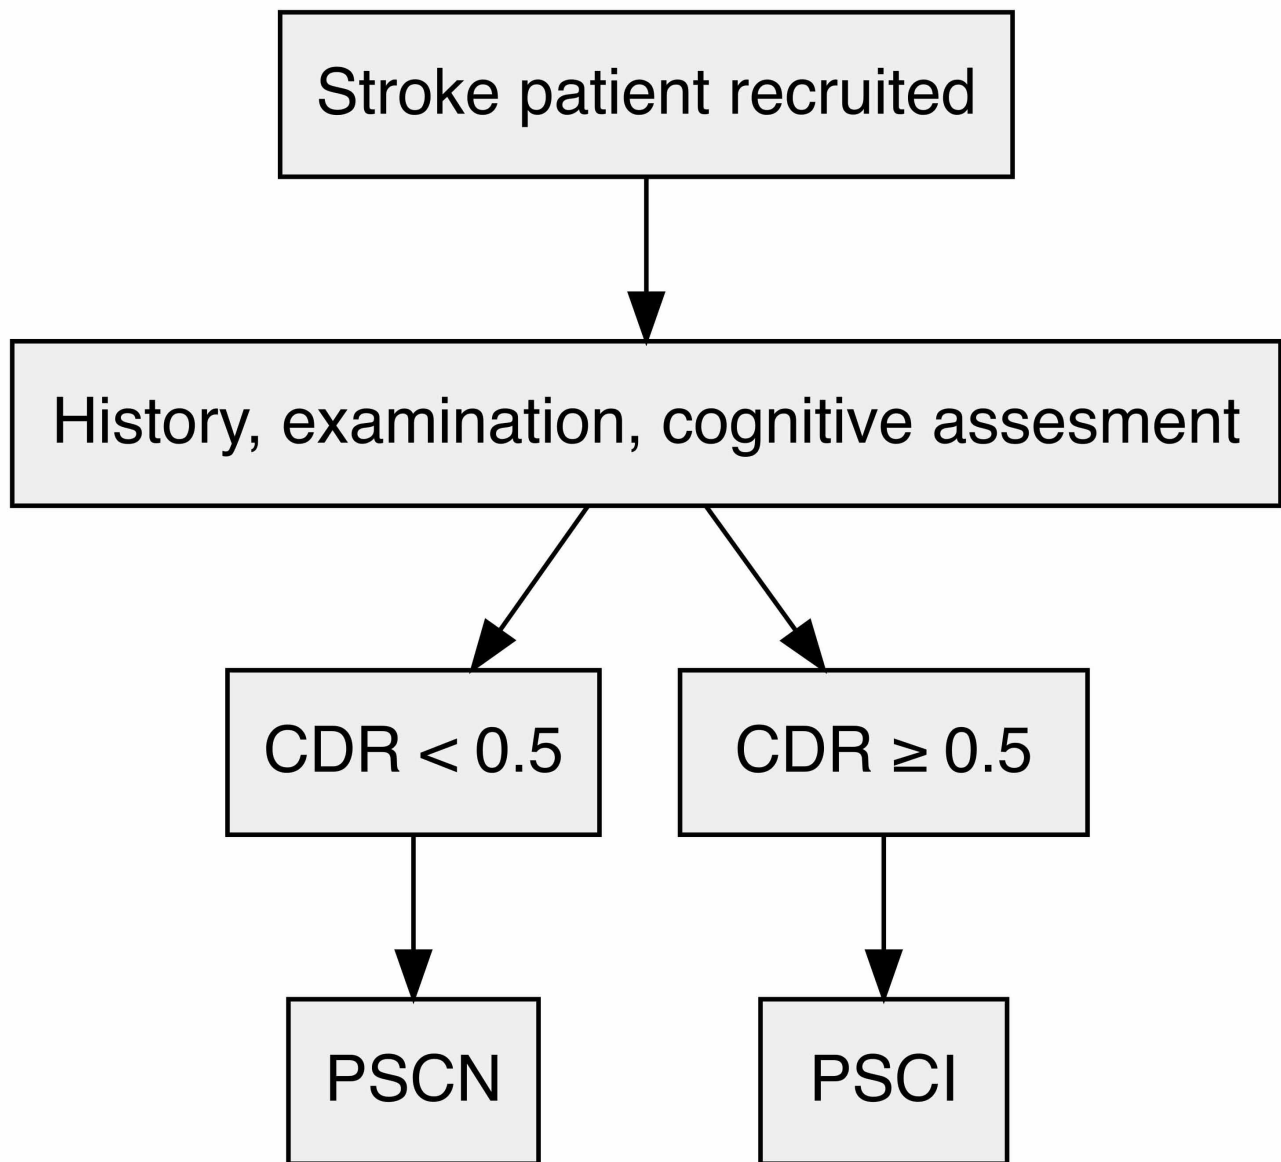 Stroke patient recruited
History, examination, cognitive assesment
CDR < 0.5
CDR ≥ 0.5
PSCN
PSCI